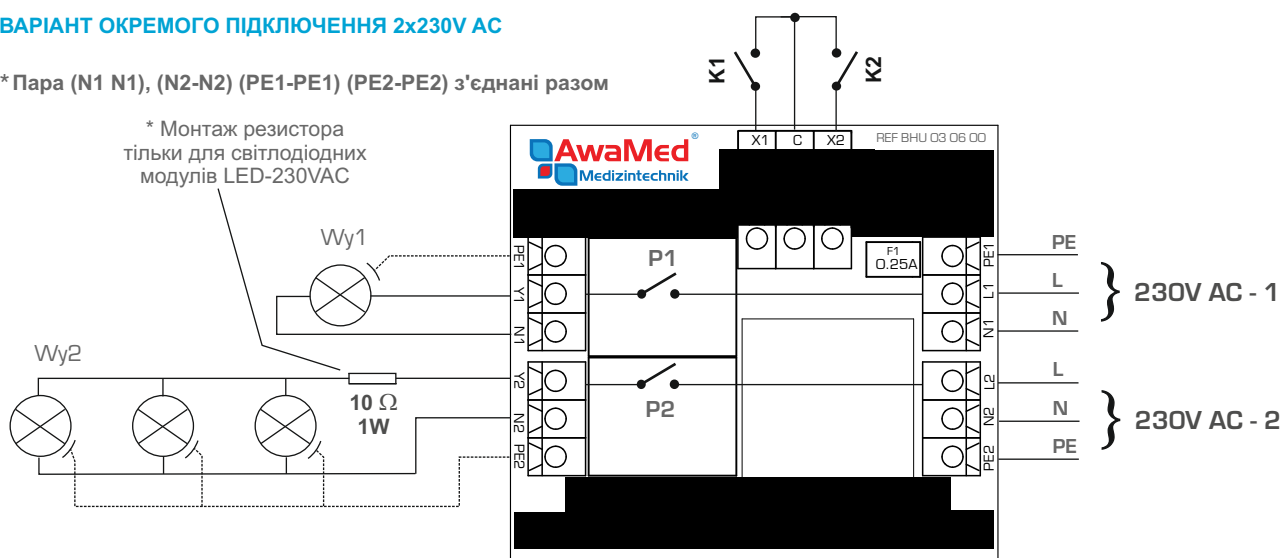 ВАРІАНТ ОКРЕМОГО ПІДКЛЮЧЕННЯ 2x230V AC
* Пара (N1 N1), (N2-N2) (PE1-PE1) (PE2-PE2) з'єднані разом
* Монтаж резистора
тільки для світлодіодних
модулів LED-230VAC
K1
K2
X1 C X2
REF BHU 03 06 00
AwaMed®
Medizintechnik
Wy1
Wy2
10 Ω
1W
PE1
Y1
N1
Y2
N2
PE2
P1
P2
F1
0.25A
PE1
L1
N1
L2
N2
PE2
PE
L
N
230V AC - 1
L
N
PE
230V AC - 2